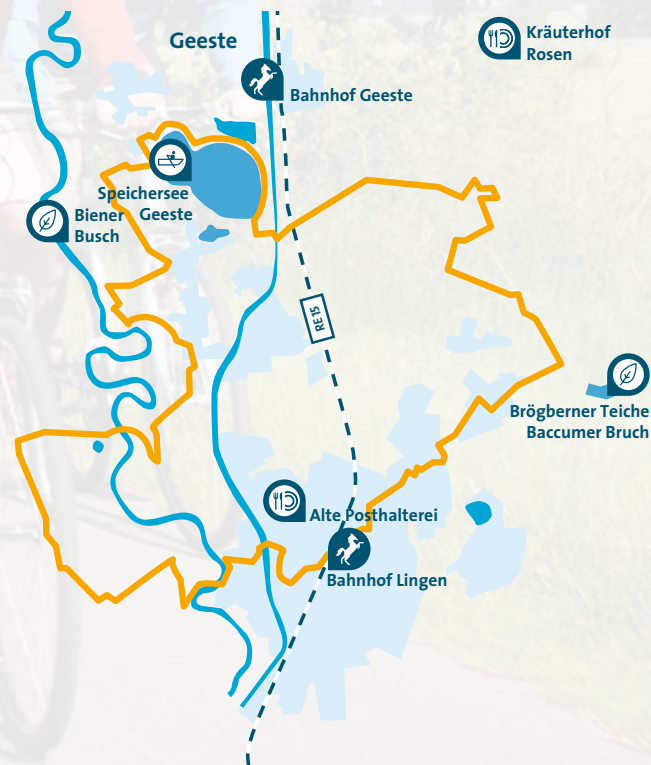 Kräuterhof
Rosen
Geeste
Bahnhof Geeste
Speichersee
Geeste
Biener
Busch
RE 15
Brögberner Teiche
Baccumer Bruch
Alte Posthalterei
Bahnhof Lingen